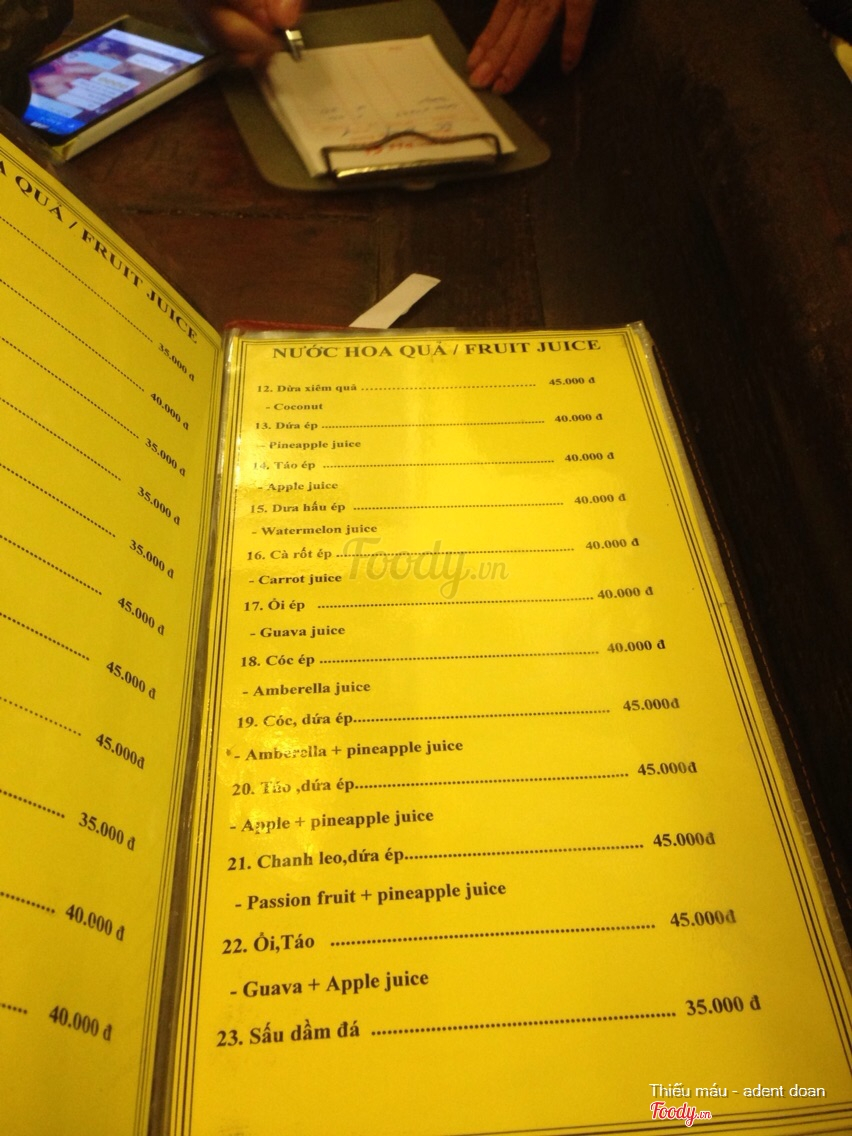 A QUẢ / FRUIT JUICE
35.000 đ
40.000 đ
35.000 đ
35.000 đ
35.000 đ
45.000 đ
45.000 đ
45.000đ
35.000 đ
40.000 đ
40.000 đ
NƯỚC HOA QUẢ / FRUIT JUICE
12. Dừa xiêm quả ........ 45.000 đ
- Coconut
13. Dứa ép ........ 40.000 đ
- Pineapple juice
14. Táo ép ........ 40.000 đ
- Apple juice
15. Dưa hấu ép ........ 40.000 đ
- Watermelon juice
16. Cà rốt ép ........ 40.000 đ
- Carrot juice
17. Ổi ép ........ 40.000 đ
- Guava juice
18. Cóc ép ........ 40.000 đ
- Amberella juice
19. Cóc, dứa ép........ 45.000đ
- Amberella + pineapple juice
20. Táo ,dứa ép........ 45.000đ
- Apple + pineapple juice
21. Chanh leo,dứa ép........ 45.000đ
- Passion fruit + pineapple juice
22. Ổi,Táo ........ 45.000đ
- Guava + Apple juice
23. Sấu dầm đá ........ 35.000 đ
Foody.vn
Thiếu máu - adent doan
Foody.vn